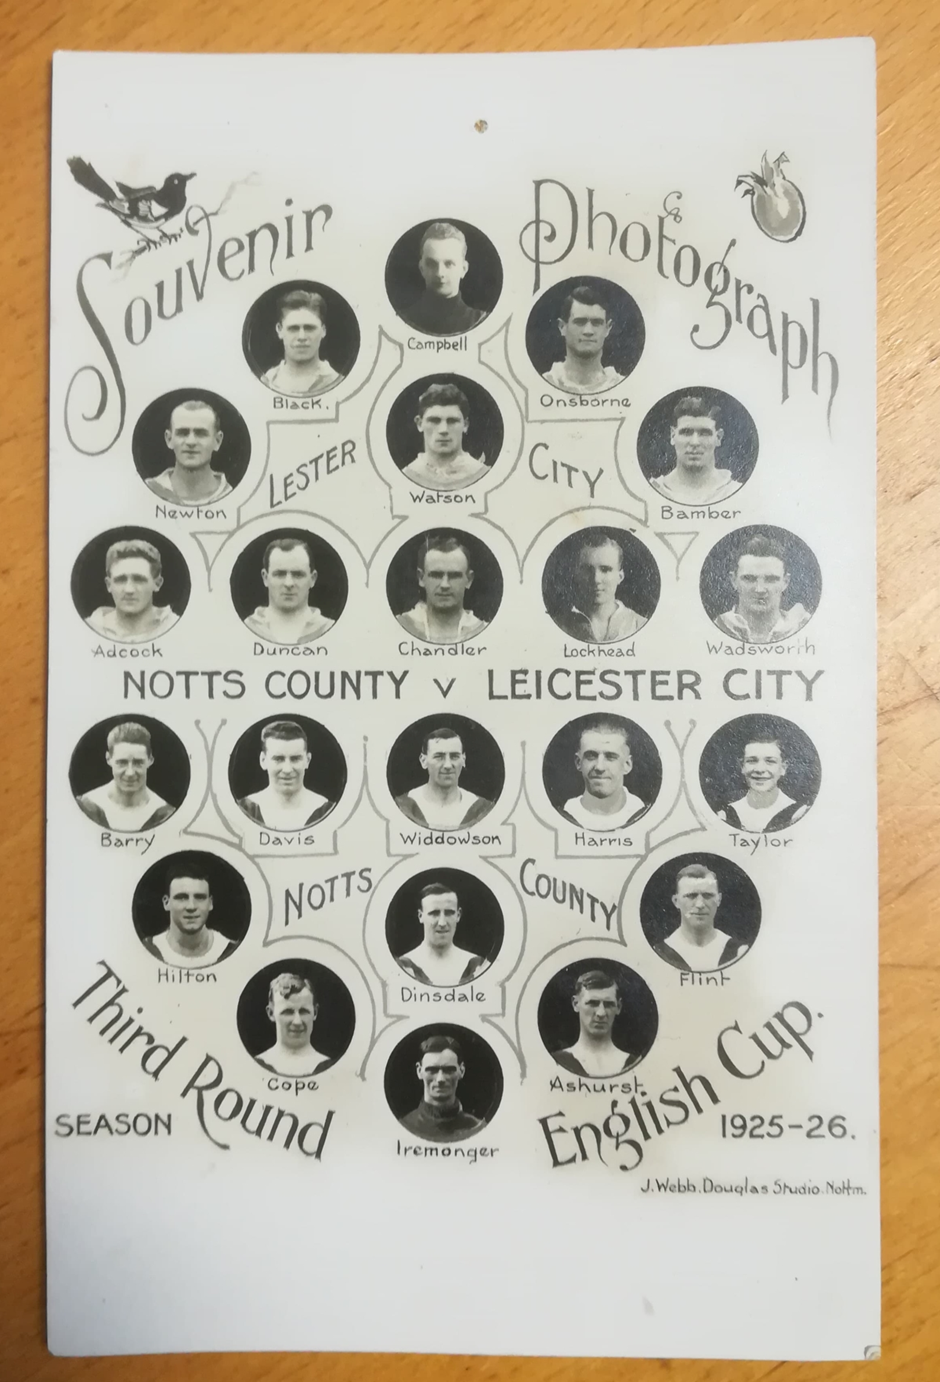 Souvenir Photograph
Campbell
Black. Onsborne
LESTER CITY
Watson
Newton Bamber
Adcock Duncan Chandler Lockhead Wadsworth
NOTTS COUNTY v LEICESTER CITY
Barry Davis Widdowson Harris Taylor
NOTTS COUNTY
Hilton Dinsdale Flint
Cope Ashurst
Iremonger
Third Round English Cup.
SEASON 1925-26.
J.Webb.Douglas Studio.Nottm.